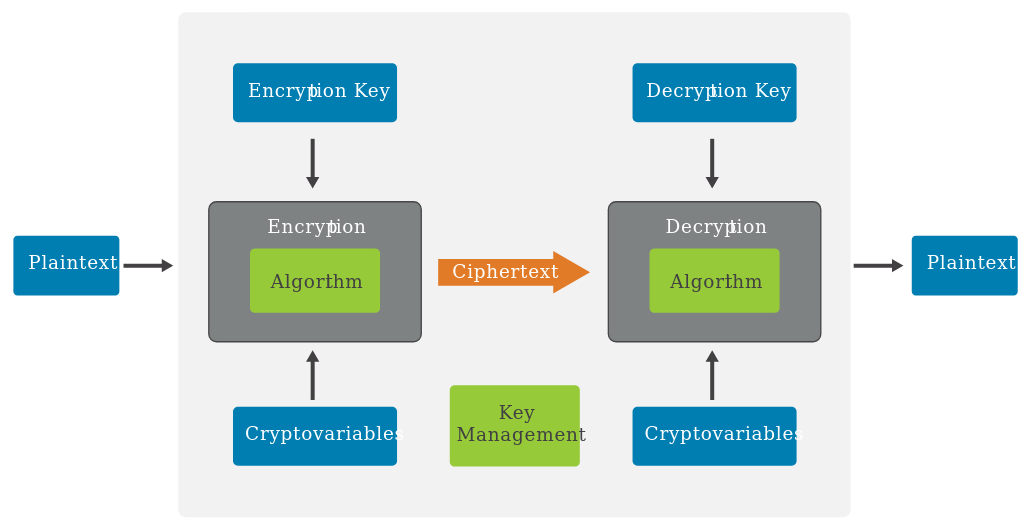 Encryption Key
Decryption Key
Encryption
Decryption
Plaintext
Algorthm
Ciphertext
Algorthm
Plaintext
Key
Management
Cryptovariables
Cryptovariables